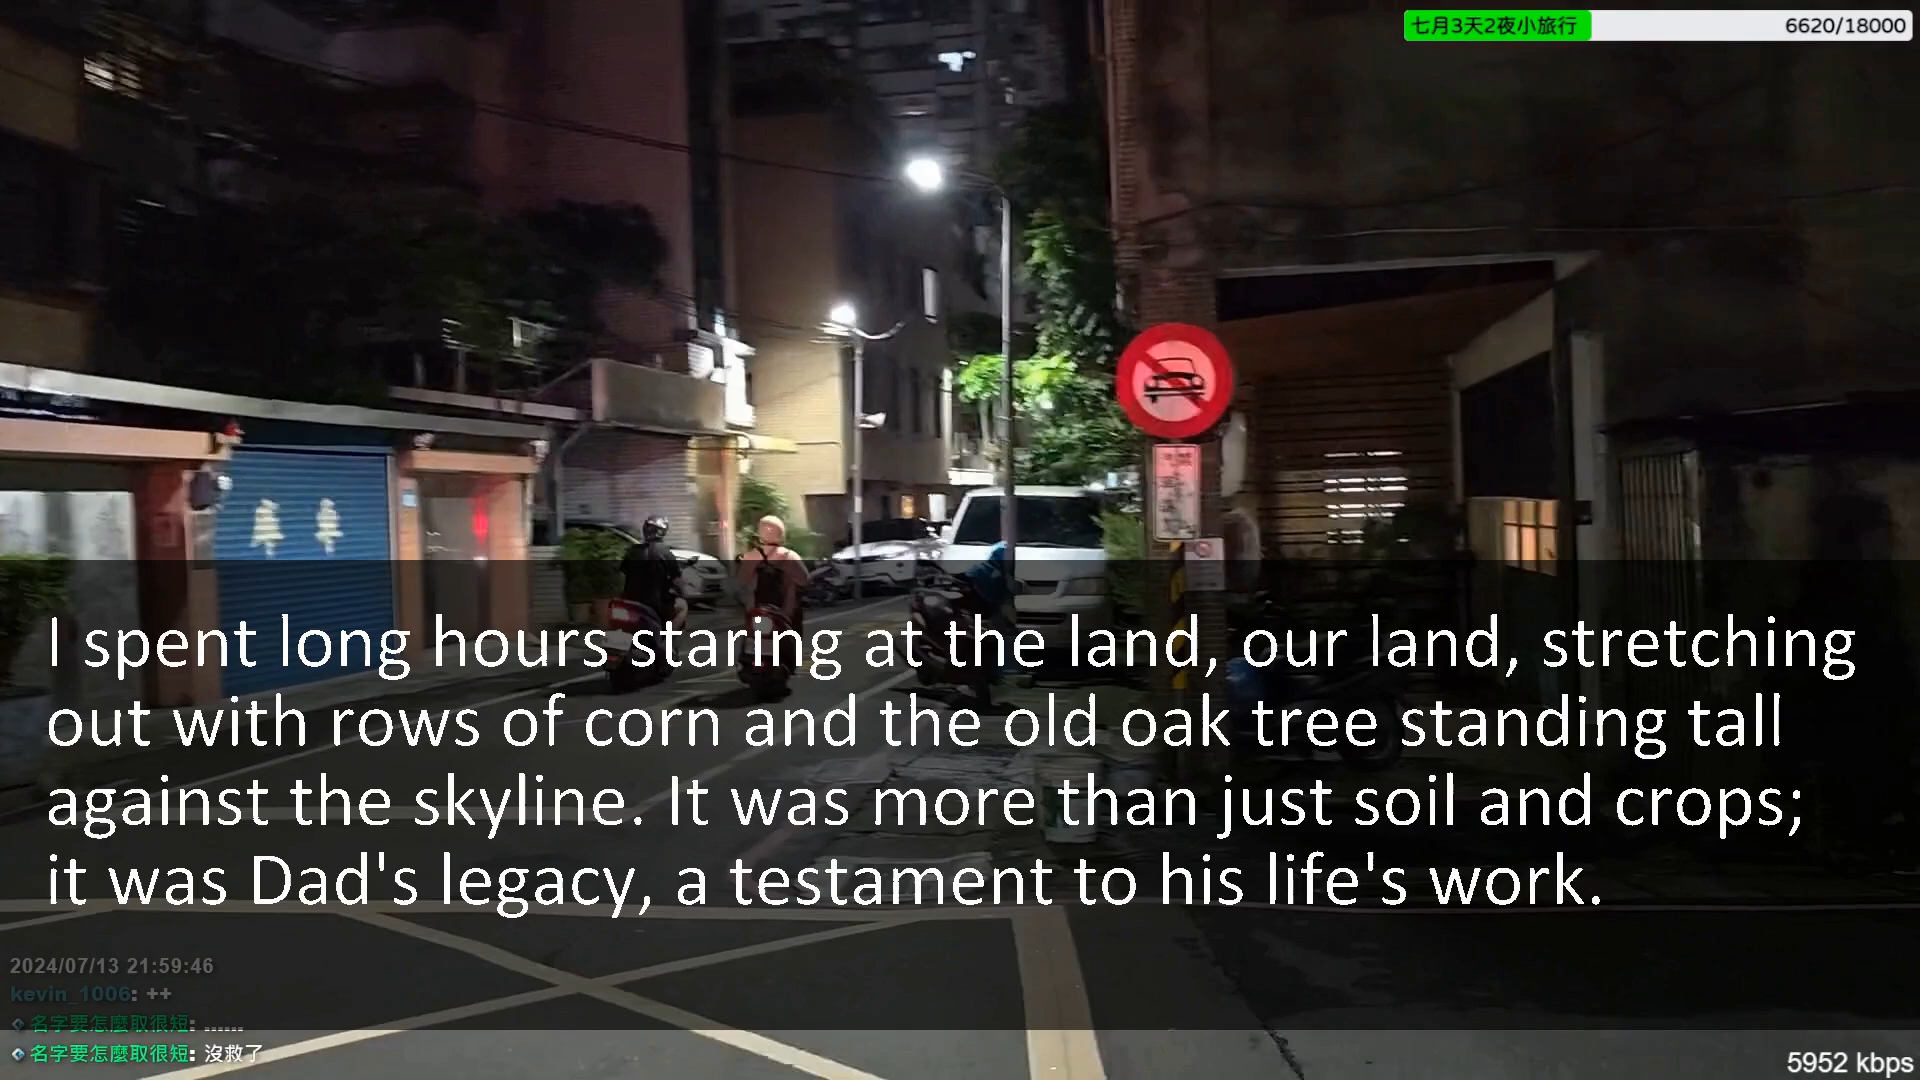 七月3天2夜小旅行 6620/18000
I spent long hours staring at the land, our land, stretching
out with rows of corn and the old oak tree standing tall
against the skyline. It was more than just soil and crops;
it was Dad's legacy, a testament to his life's work.
2024/07/13 21:59:46
kevin_1006: ++
名字要怎麼取很短: ......
名字要怎麼取很短: 沒救了
5952 kbps